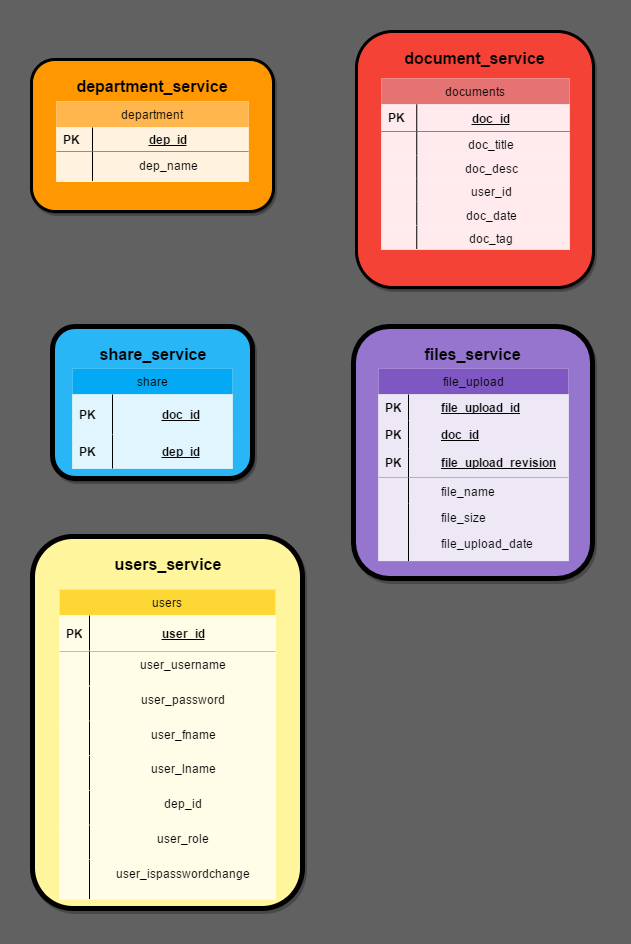 department_service
department
PK dep_id
dep_name
document_service
documents
PK doc_id
doc_title
doc_desc
user_id
doc_date
doc_tag
share_service
share
PK doc_id
PK dep_id
files_service
file_upload
PK file_upload_id
PK doc_id
PK file_upload_revision
file_name
file_size
file_upload_date
users_service
users
PK user_id
user_username
user_password
user_fname
user_lname
dep_id
user_role
user_ispasswordchange